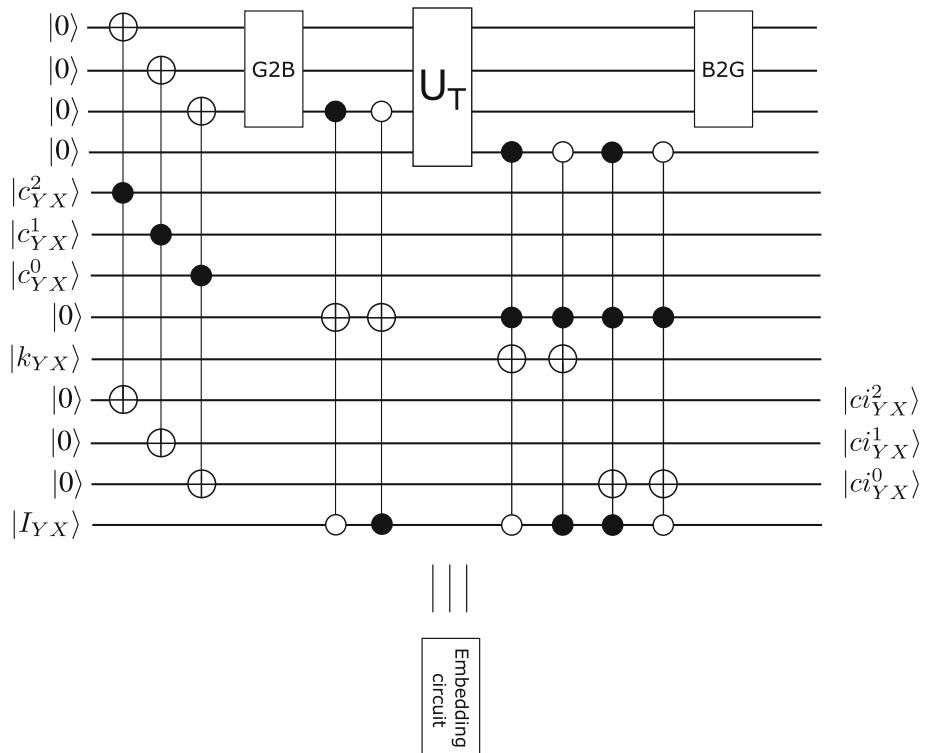 |0⟩
|0⟩ G2B B2G
|0⟩ U_T
|0⟩
|c^2_{YX}⟩
|c^1_{YX}⟩
|c^0_{YX}⟩
|0⟩
|k_{YX}⟩
|0⟩ |ci^2_{YX}⟩
|0⟩ |ci^1_{YX}⟩
|0⟩ |ci^0_{YX}⟩
|I_{YX}⟩
Embedding
circuit